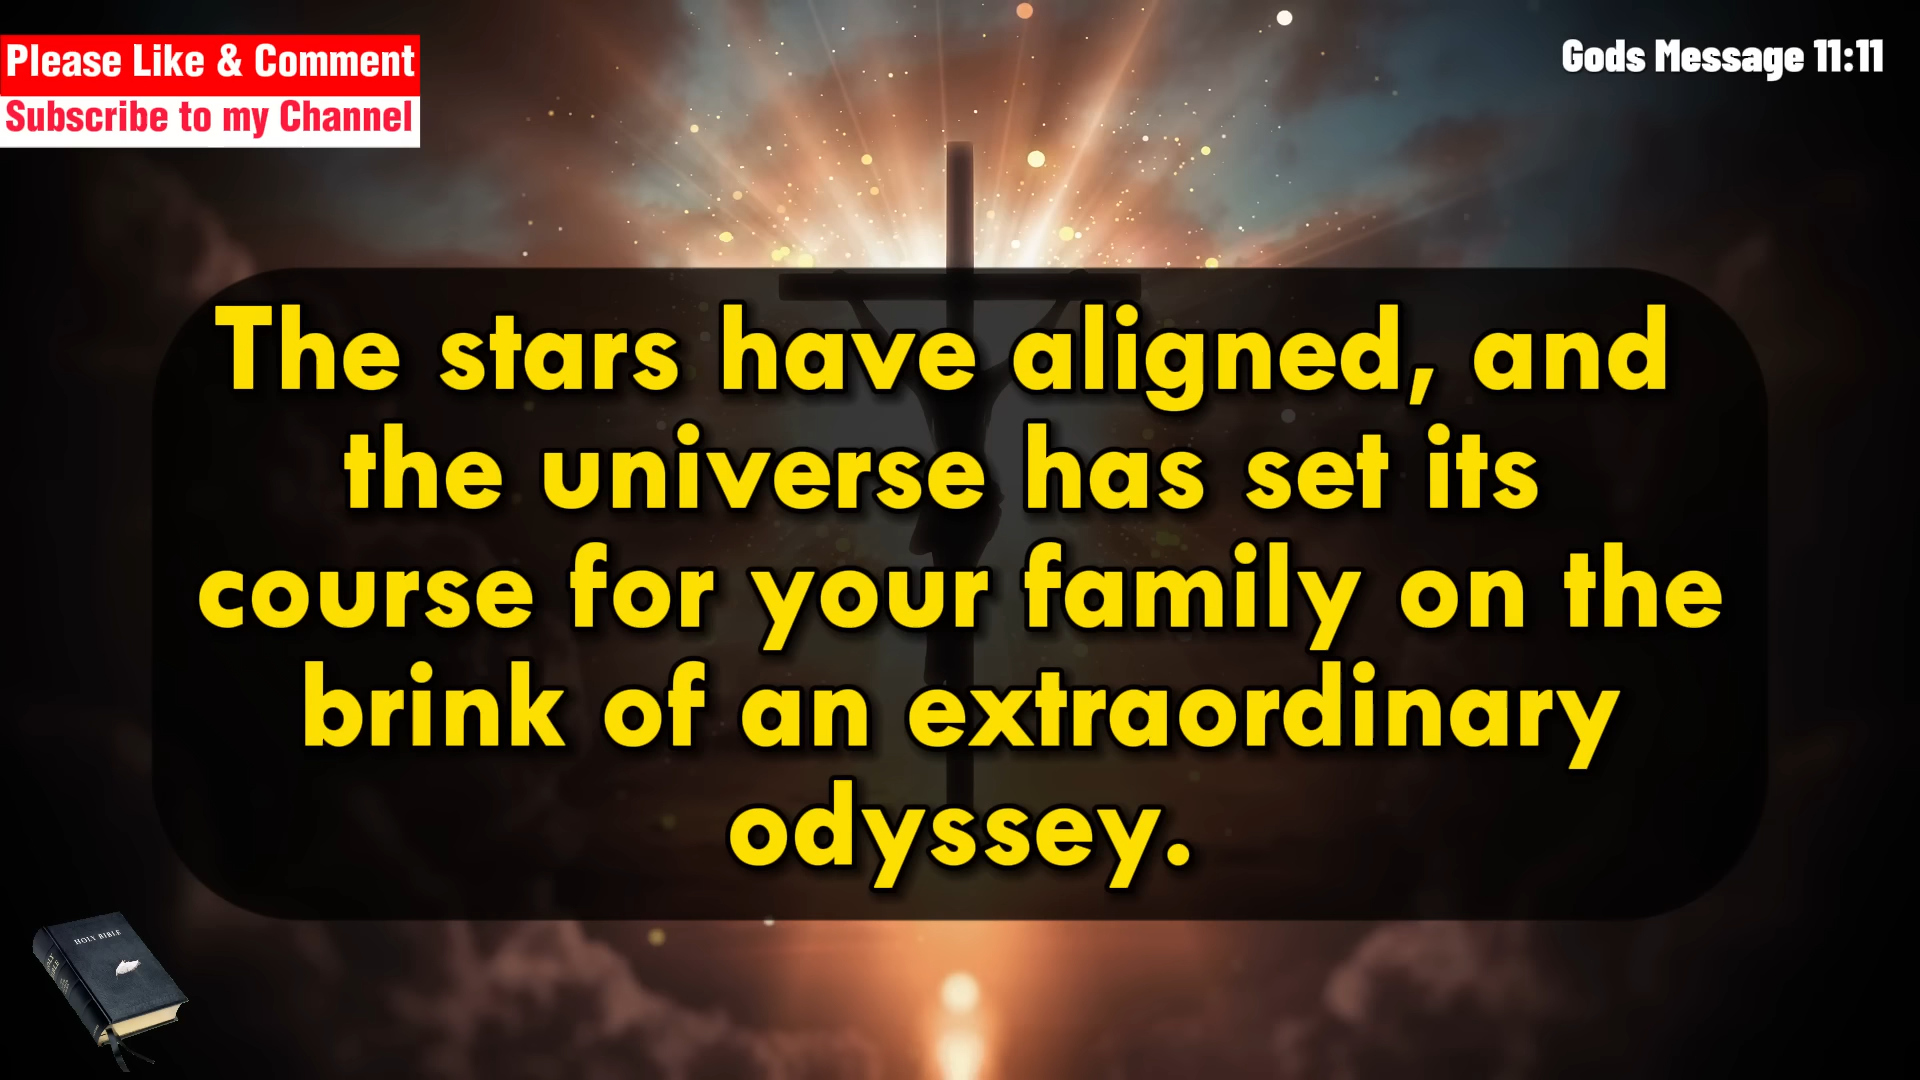 Please Like & Comment
Subscribe to my Channel
Gods Message 11:11
The stars have aligned, and
the universe has set its
course for your family on the
brink of an extraordinary
odyssey.
HOLY BIBLE